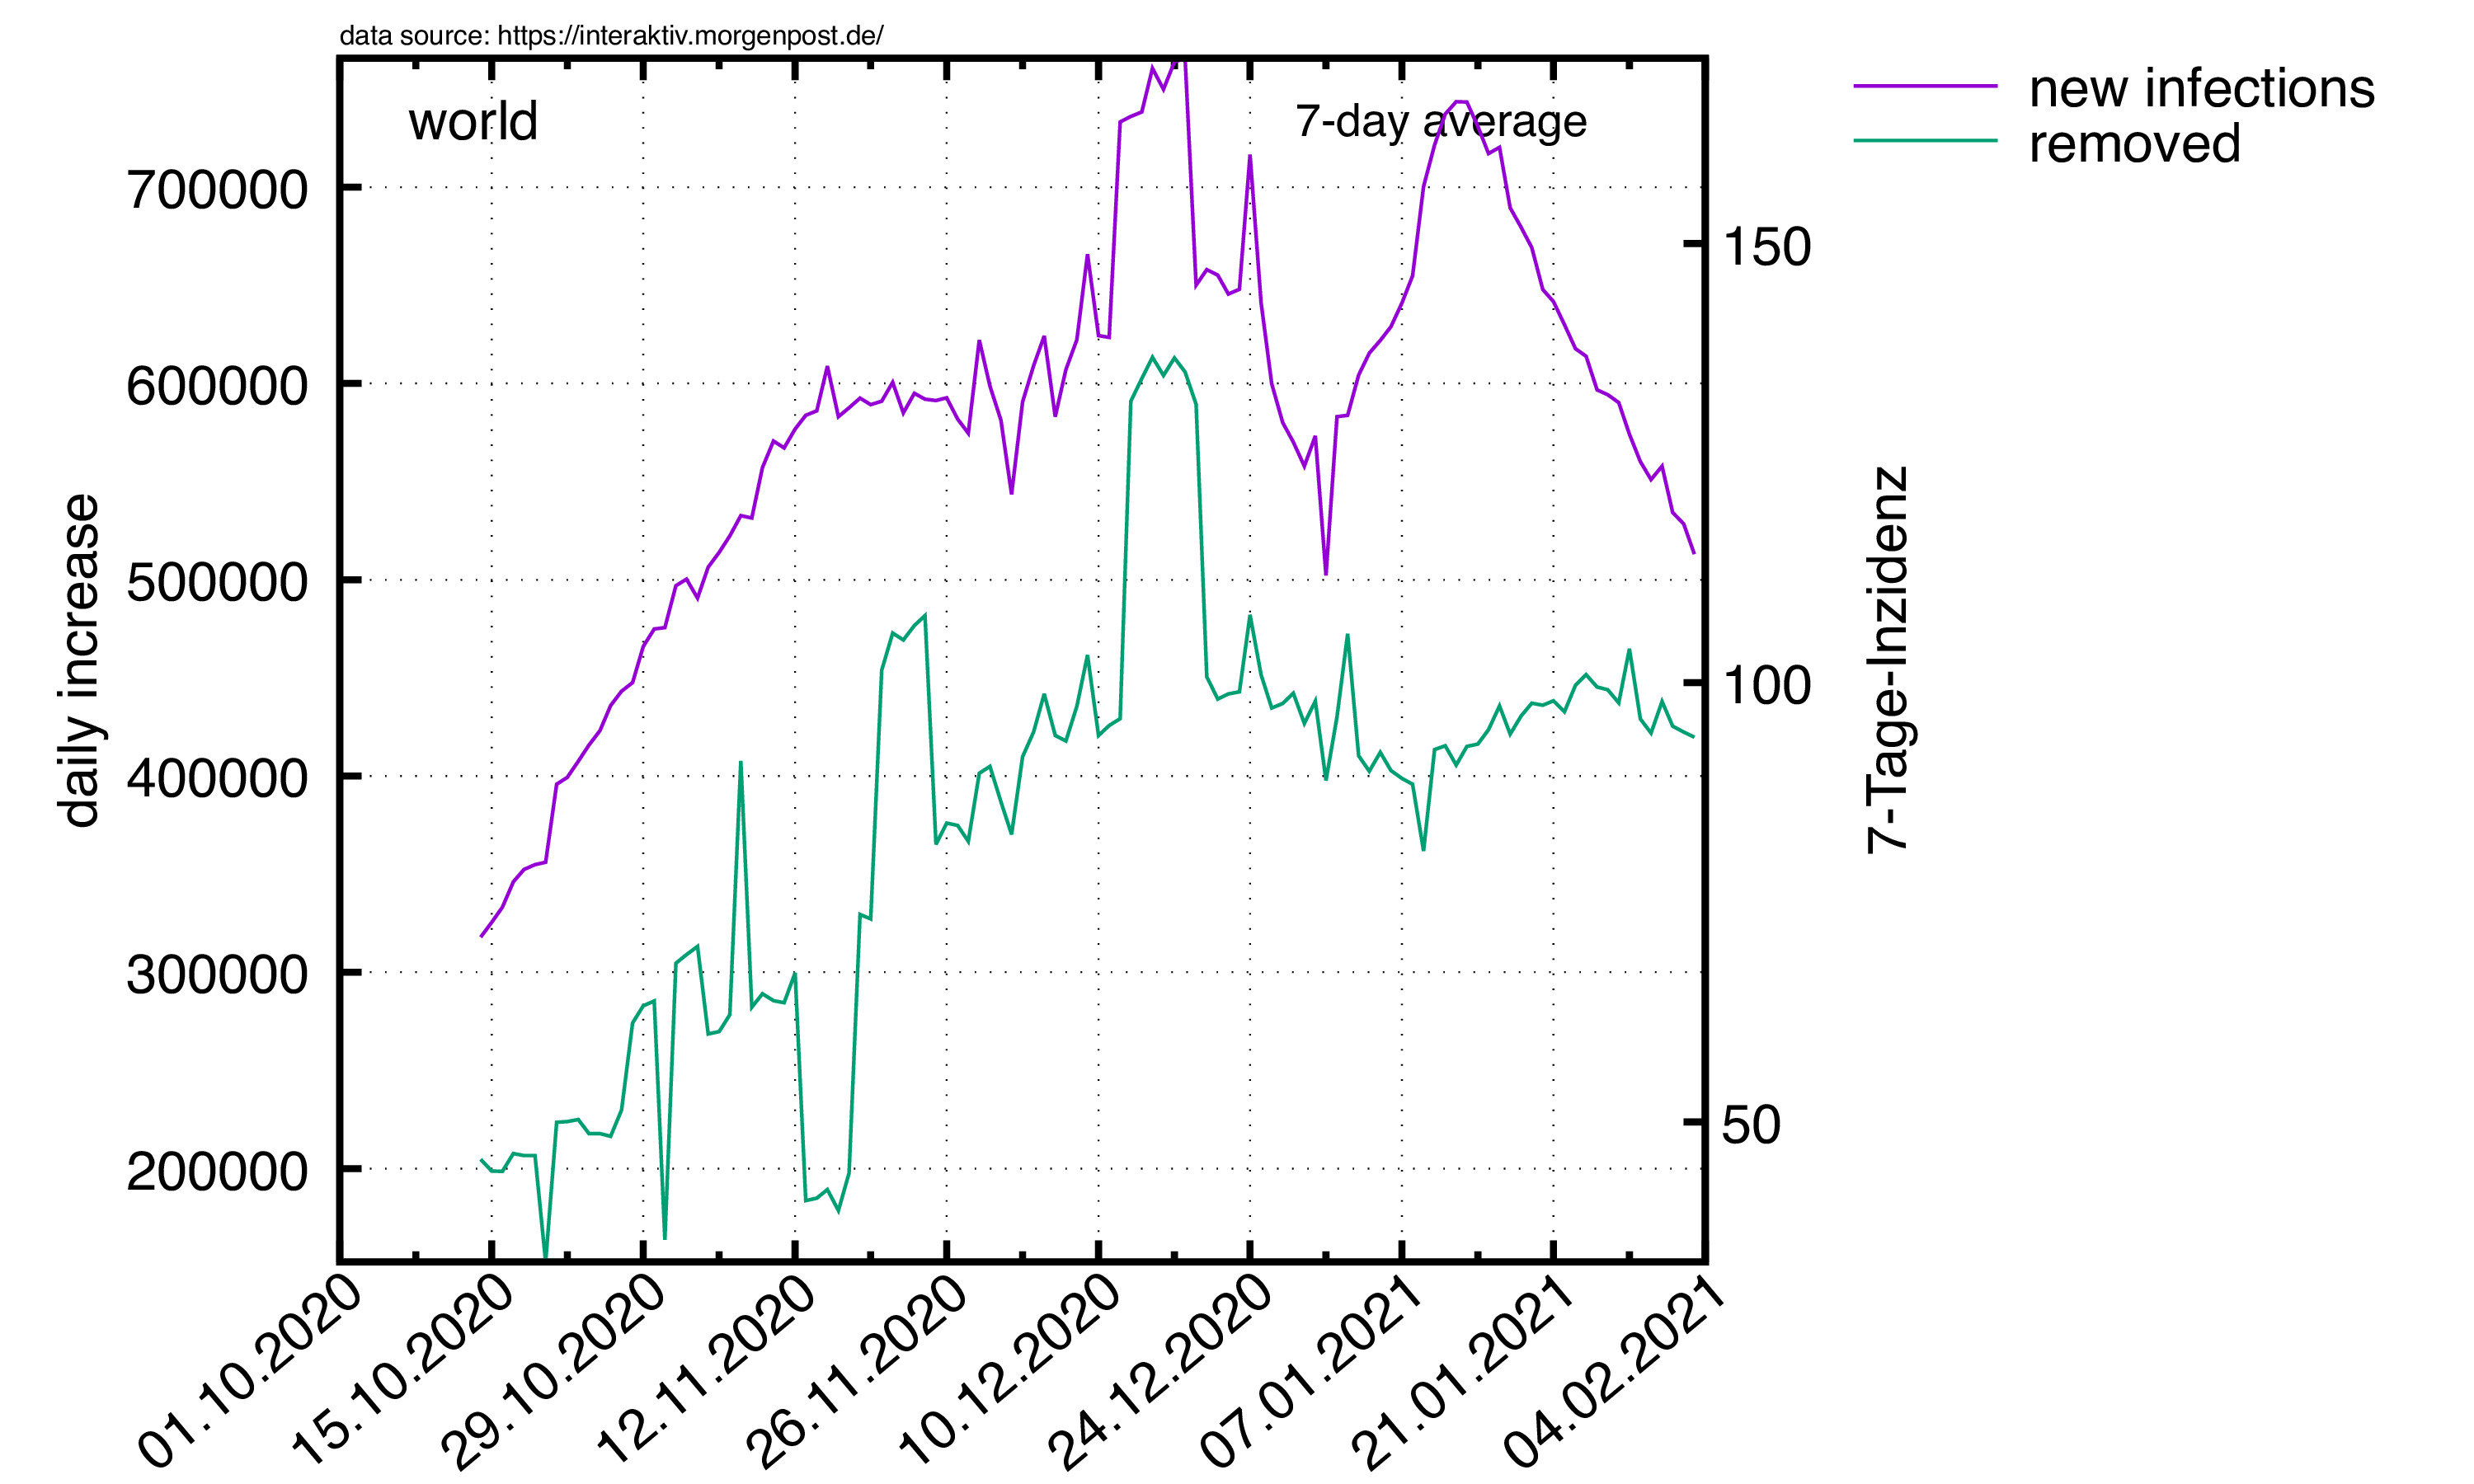 data source: https://interaktiv.morgenpost.de/
world
7-day average
new infections
removed
daily increase
700000
600000
500000
400000
300000
200000
150
100
50
7-Tage-Inzidenz
01.10.2020
15.10.2020
29.10.2020
12.11.2020
26.11.2020
10.12.2020
24.12.2020
07.01.2021
21.01.2021
04.02.2021